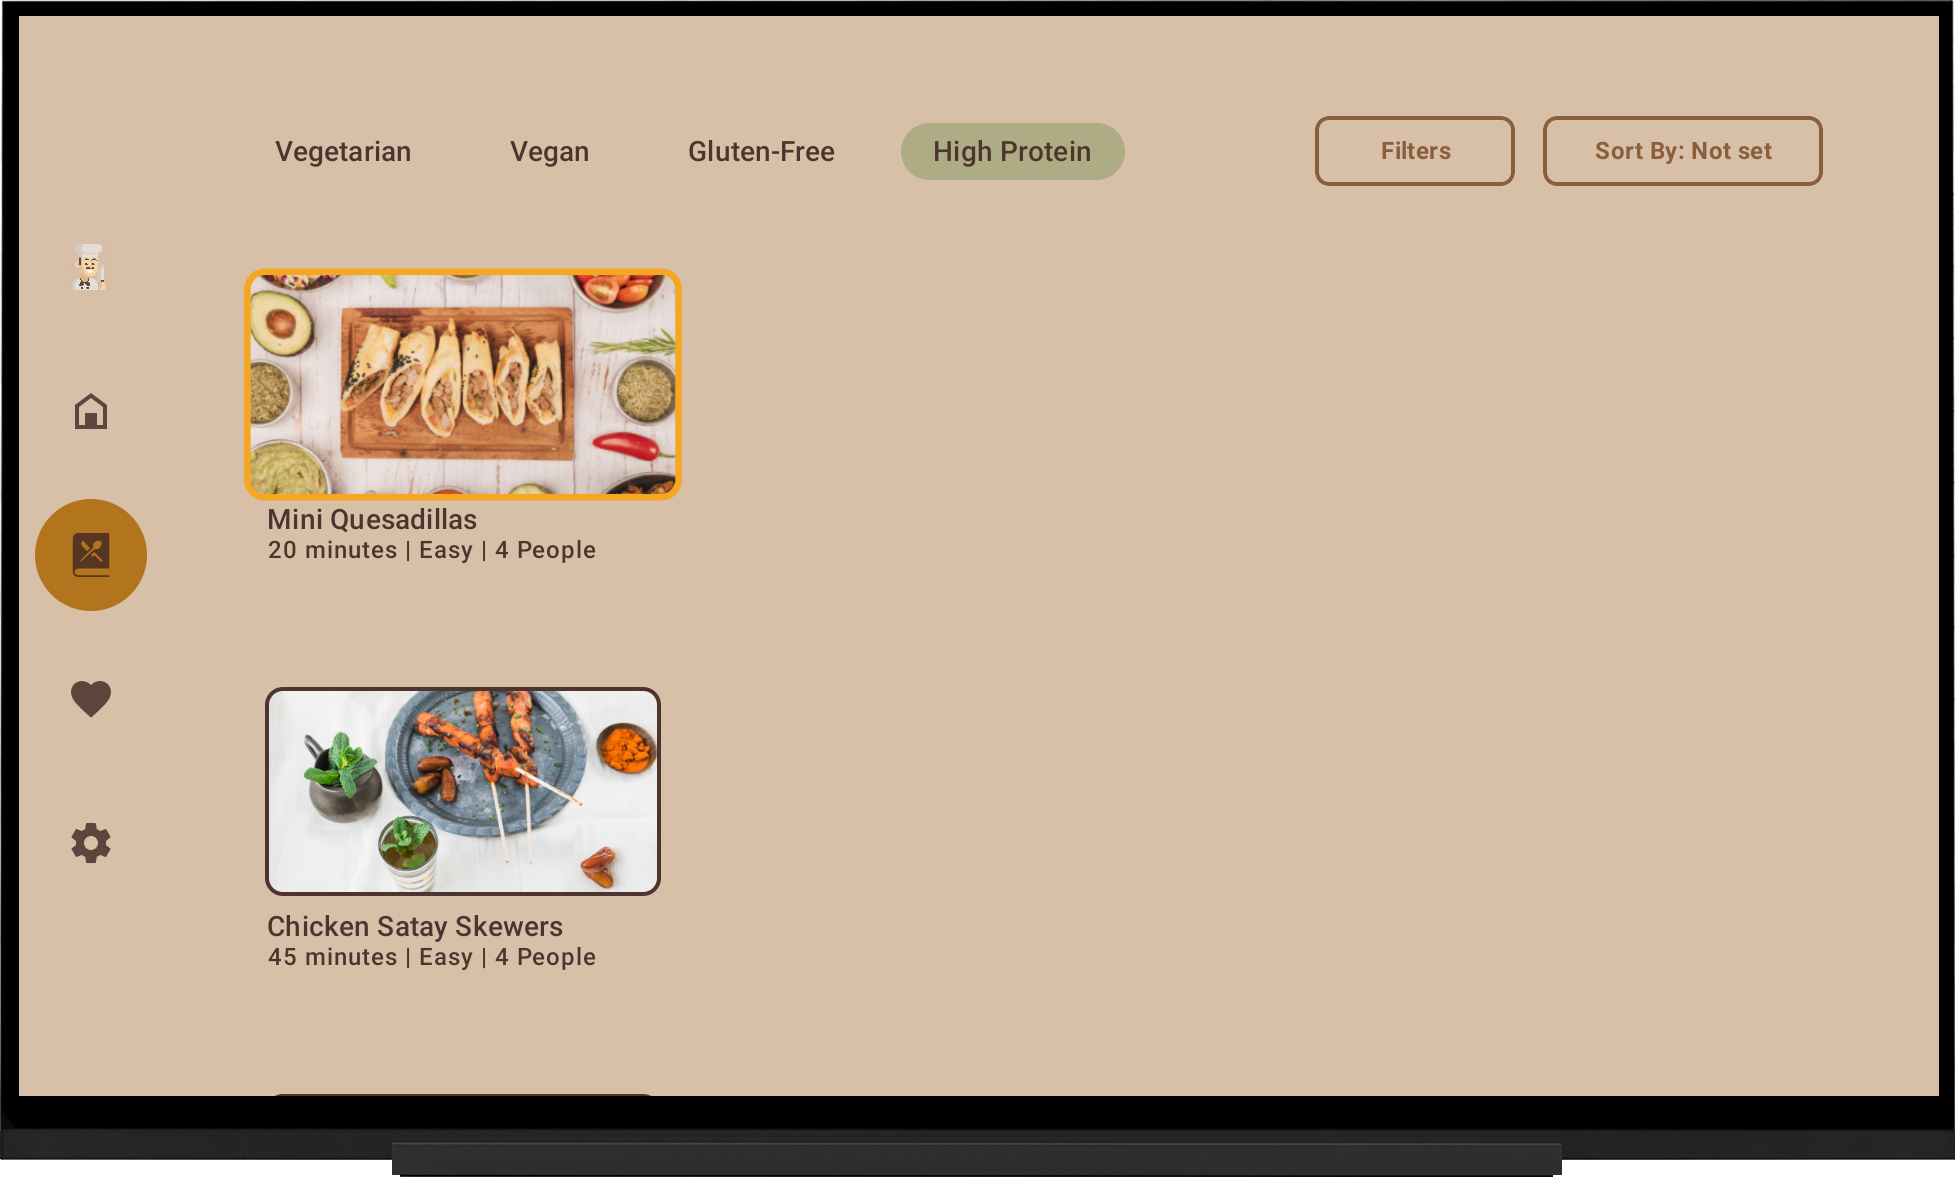 Vegetarian Vegan Gluten-Free High Protein Filters Sort By: Not set
Mini Quesadillas
20 minutes | Easy | 4 People
Chicken Satay Skewers
45 minutes | Easy | 4 People